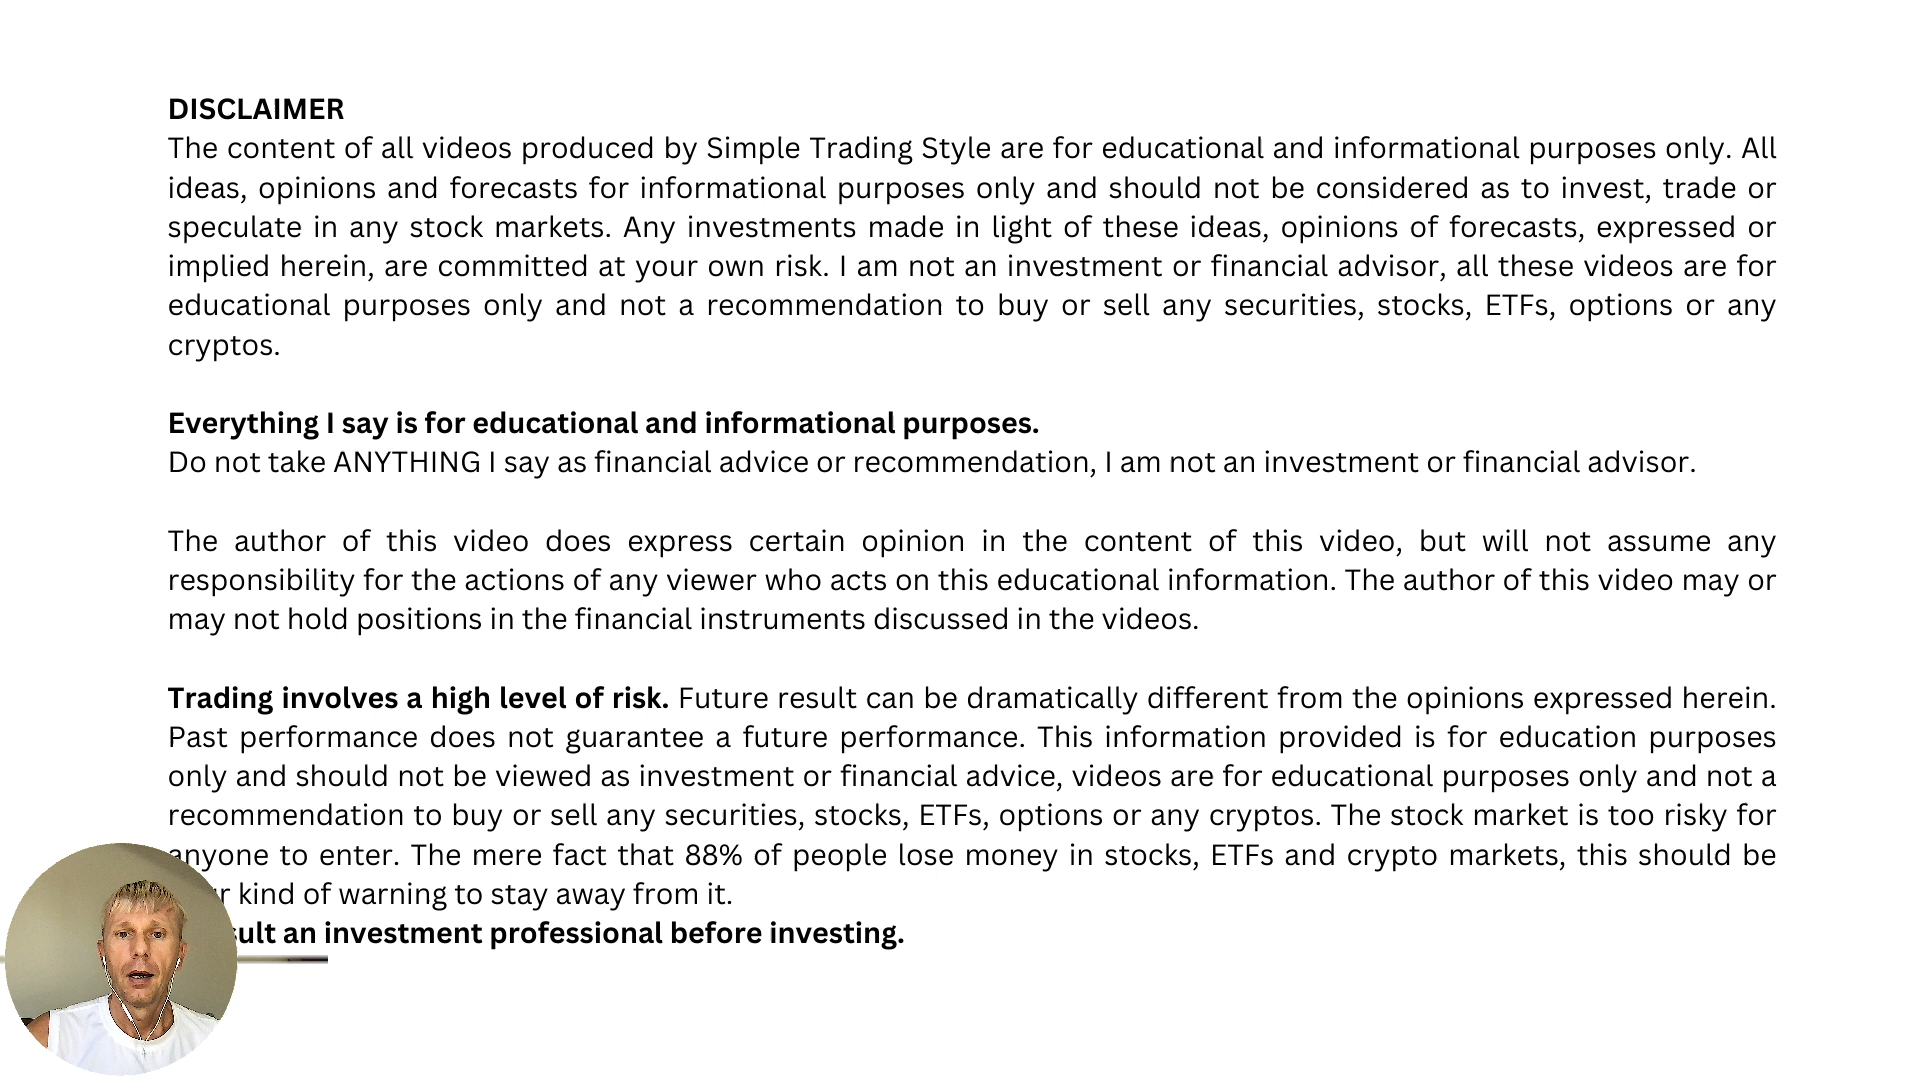 DISCLAIMER
The content of all videos produced by Simple Trading Style are for educational and informational purposes only. All
ideas, opinions and forecasts for informational purposes only and should not be considered as to invest, trade or
speculate in any stock markets. Any investments made in light of these ideas, opinions of forecasts, expressed or
implied herein, are committed at your own risk. I am not an investment or financial advisor, all these videos are for
educational purposes only and not a recommendation to buy or sell any securities, stocks, ETFs, options or any
cryptos.
Everything I say is for educational and informational purposes.
Do not take ANYTHING I say as financial advice or recommendation, I am not an investment or financial advisor.
The author of this video does express certain opinion in the content of this video, but will not assume any
responsibility for the actions of any viewer who acts on this educational information. The author of this video may or
may not hold positions in the financial instruments discussed in the videos.
Trading involves a high level of risk. Future result can be dramatically different from the opinions expressed herein.
Past performance does not guarantee a future performance. This information provided is for education purposes
only and should not be viewed as investment or financial advice, videos are for educational purposes only and not a
recommendation to buy or sell any securities, stocks, ETFs, options or any cryptos. The stock market is too risky for
anyone to enter. The mere fact that 88% of people lose money in stocks, ETFs and crypto markets, this should be
kind of warning to stay away from it.
an investment professional before investing.